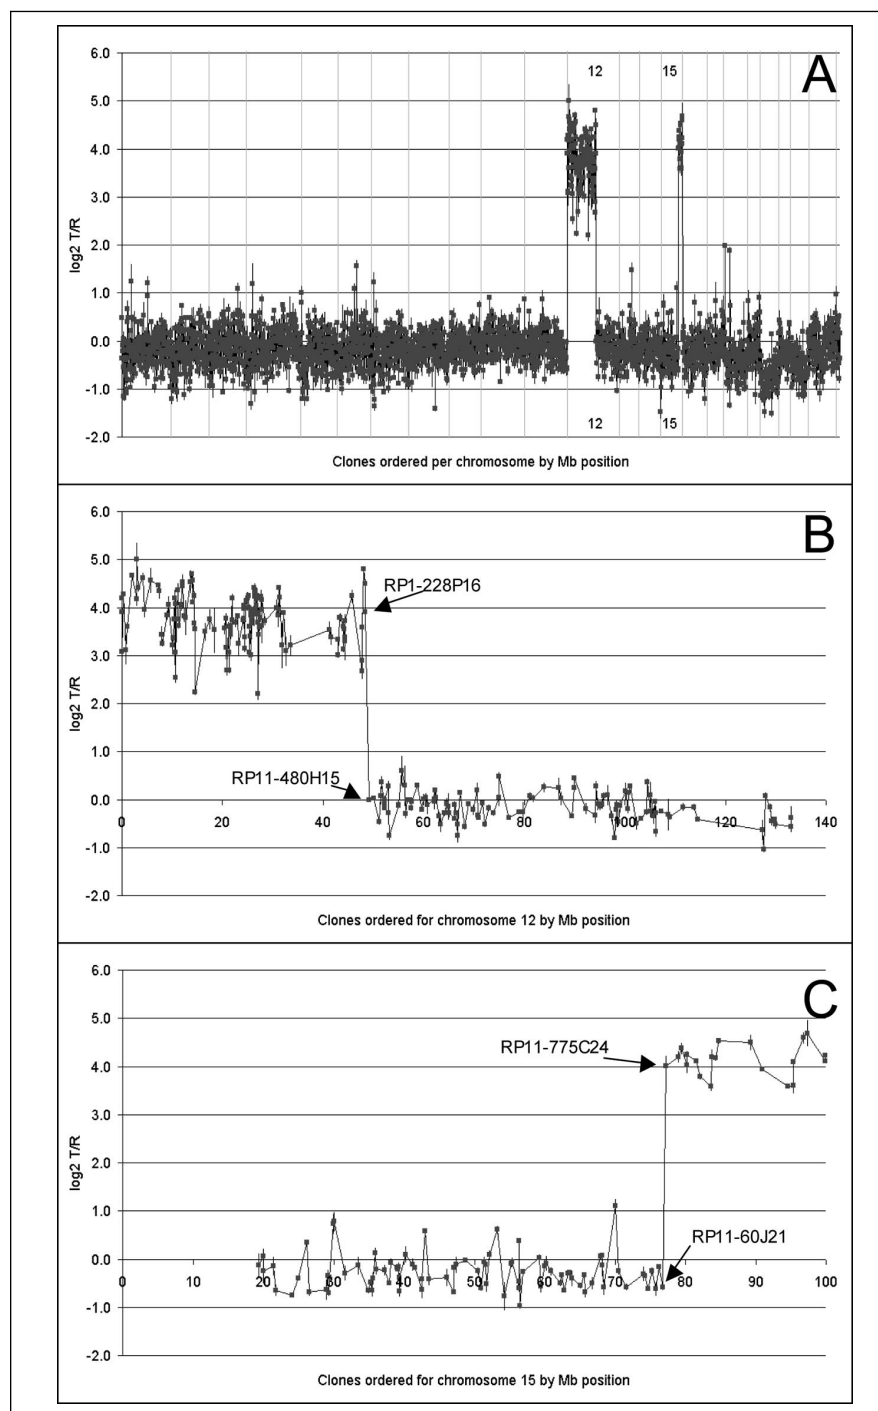 A
6.0
5.0
4.0
3.0
2.0
1.0
0.0
-1.0
-2.0
log2 T/R
12 15
12 15
Clones ordered per chromosome by Mb position
B
6.0
5.0
4.0
3.0
2.0
1.0
0.0
-1.0
-2.0
log2 T/R
RP1-228P16
RP11-480H15
0 20 40 60 80 100 120 140
Clones ordered for chromosome 12 by Mb position
C
6.0
5.0
4.0
3.0
2.0
1.0
0.0
-1.0
-2.0
log2 T/R
RP11-775C24
RP11-60J21
0 10 20 30 40 50 60 70 80 90 100
Clones ordered for chromosome 15 by Mb position